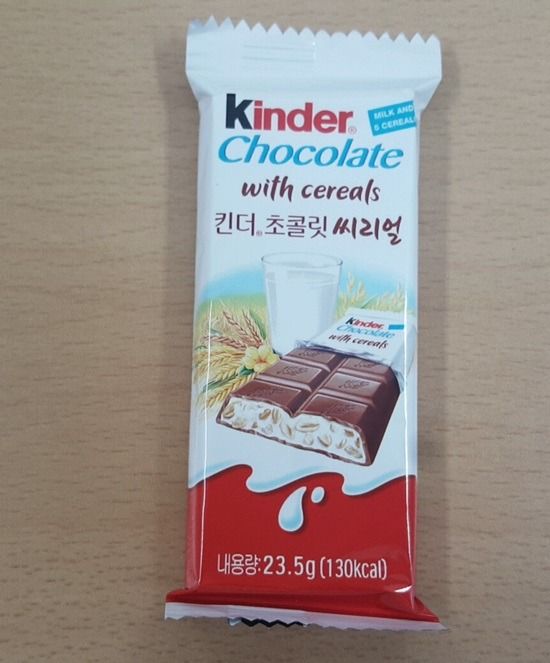 Kinder®
Chocolate
MILK AND
5 CEREALS
with cereals
킨더® 초콜릿 씨리얼
Kinder
Chocolate
with cereals
내용량:23.5g(130kcal)